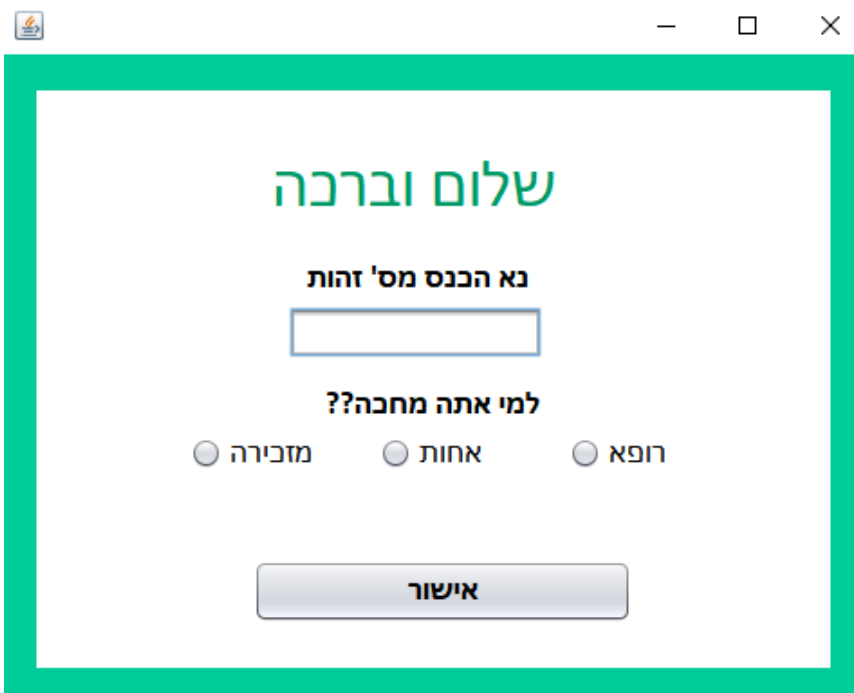 שלום וברכה
נא הכנס מס' זהות
למי אתה מחכה??
רופא אחות מזכירה
אישור